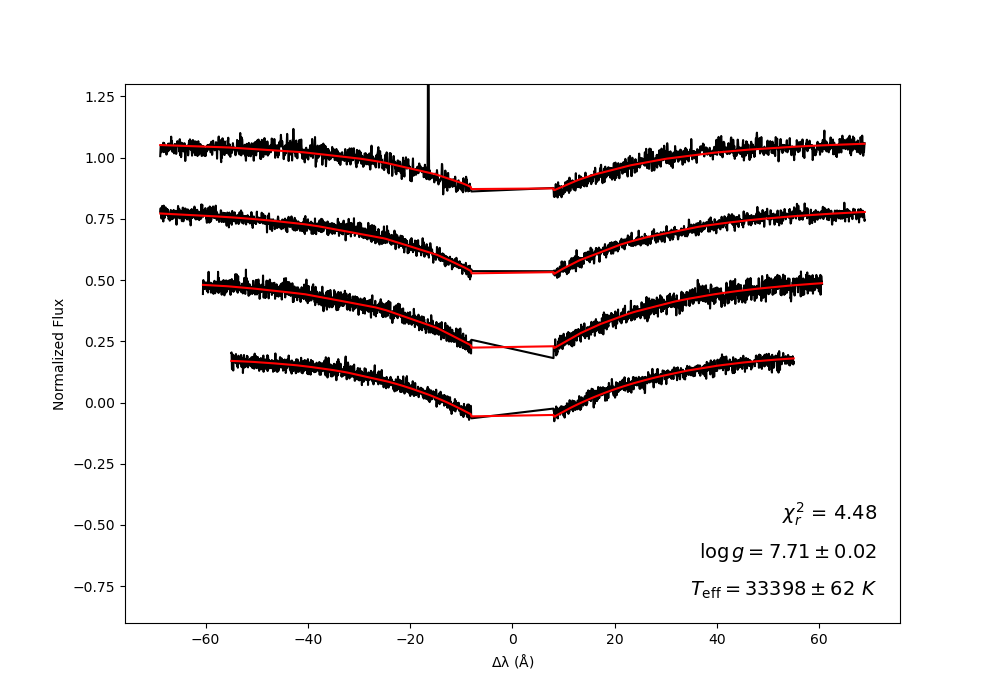 1.25
1.00
0.75
0.50
0.25
0.00
−0.25
−0.50
−0.75
Normalized Flux
χ²ᵣ = 4.48
log g = 7.71 ± 0.02
T_eff = 33398 ± 62 K
−60 −40 −20 0 20 40 60
Δλ (Å)